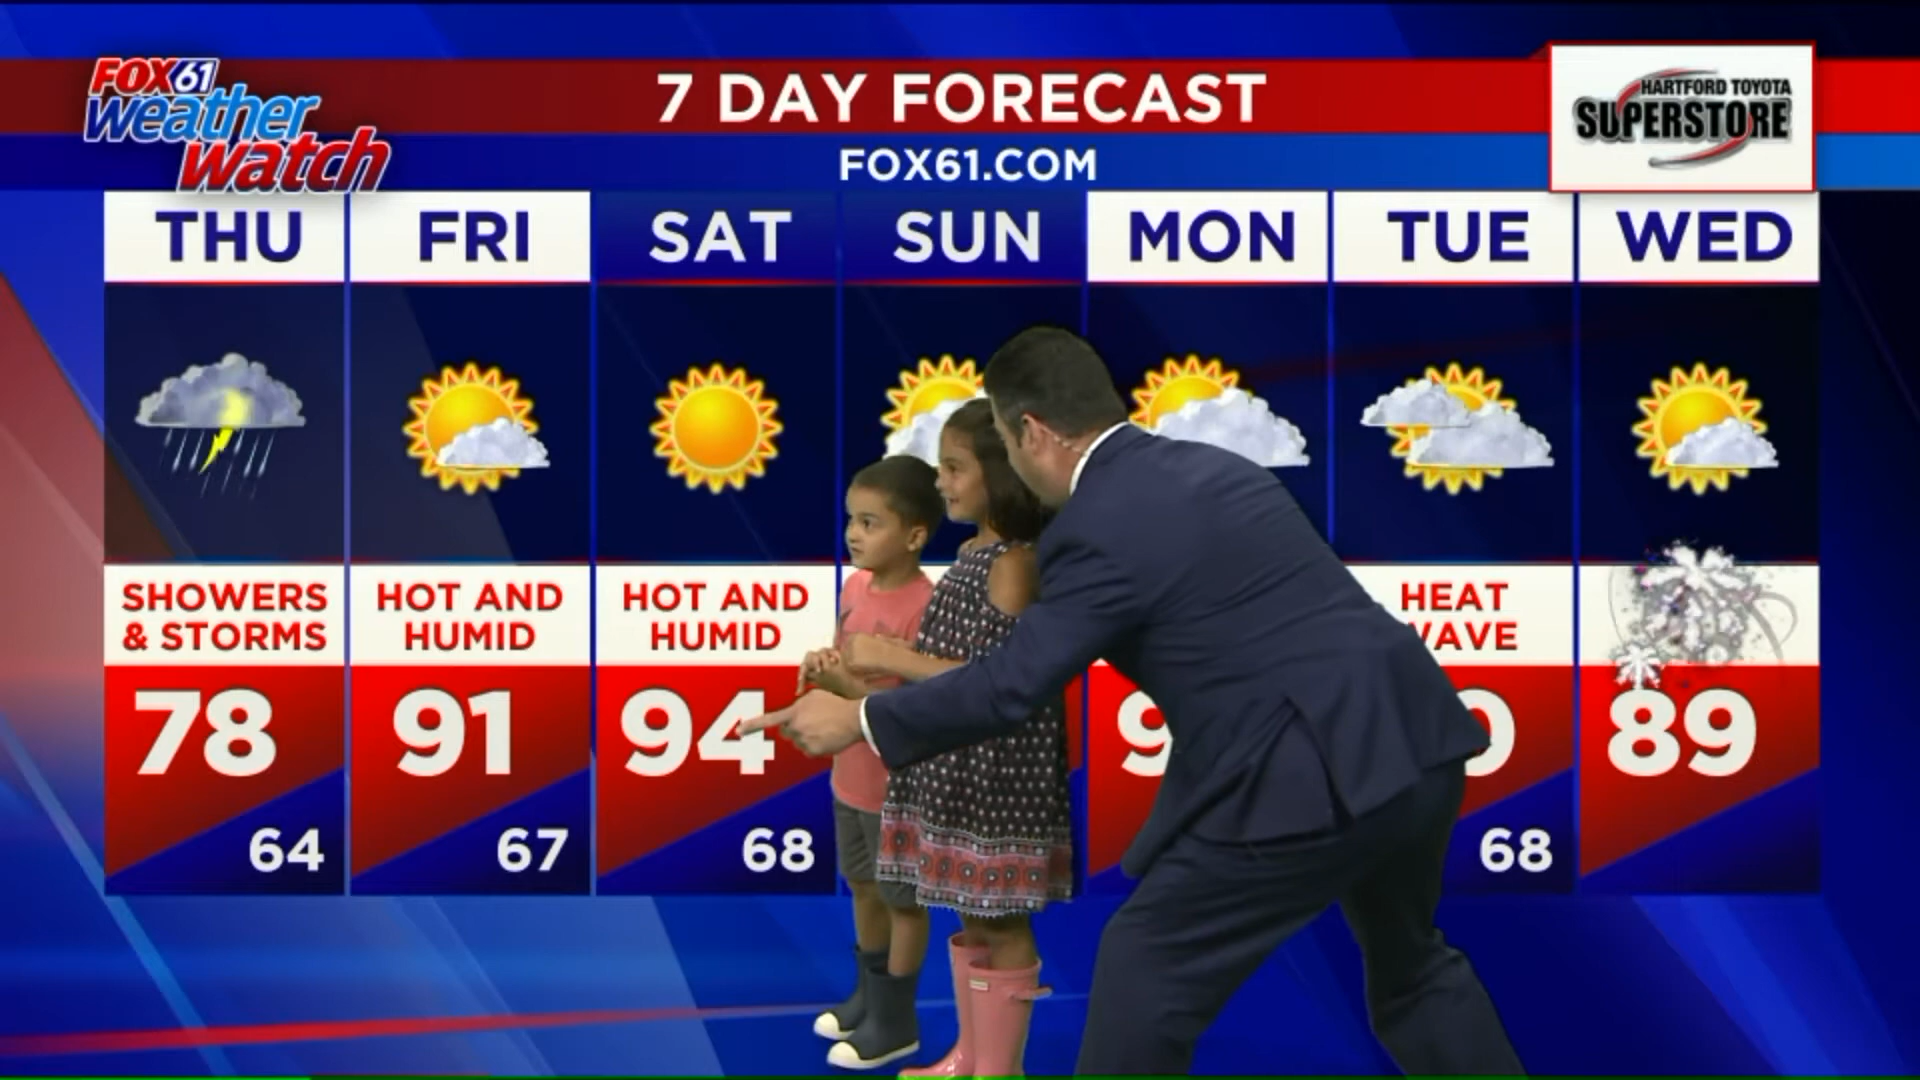 FOX61
Weather
Watch
7 DAY FORECAST
FOX61.COM
HARTFORD TOYOTA
SUPERSTORE
THU
FRI
SAT
SUN
MON
TUE
WED
SHOWERS
& STORMS
HOT AND
HUMID
HOT AND
HUMID
HEAT
78
91
94
89
64
67
68
68